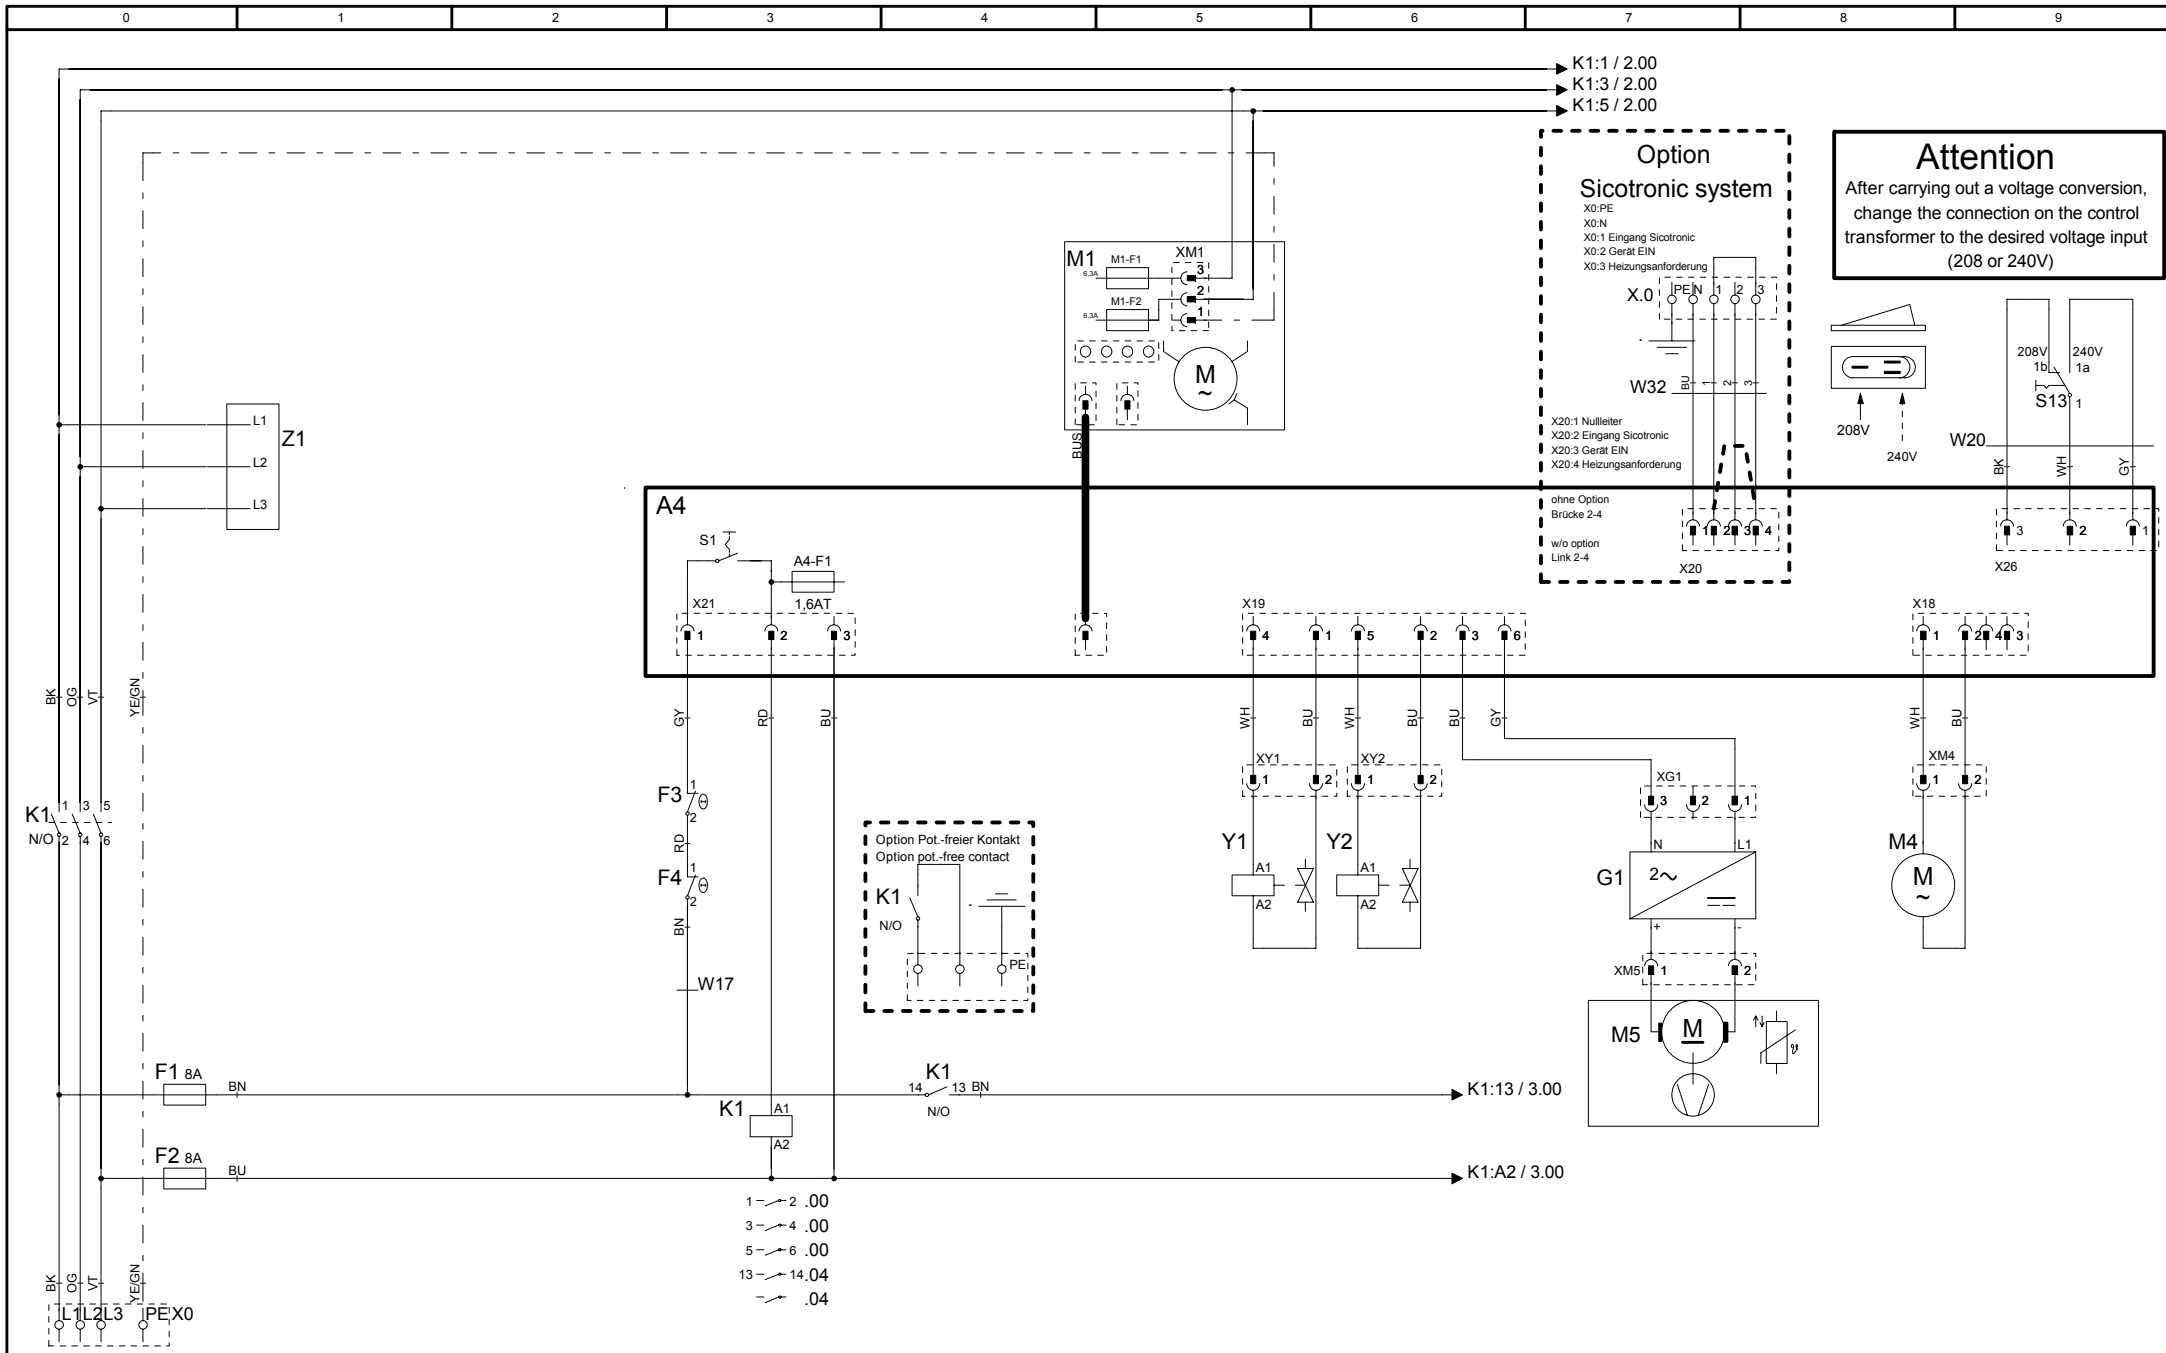 0 1 2 3 4 5 6 7 8 9
K1:1 / 2.00
K1:3 / 2.00
K1:5 / 2.00
Option
Sicotronic system
X0:PE
X0:N
X0:1 Eingang Sicotronic
X0:2 Gerät EIN
X0:3 Heizungsanforderung
X.0 PE N 1 2 3
W32 BU 1 2 3
X20:1 Nullleiter
X20:2 Eingang Sicotronic
X20:3 Gerät EIN
X20:4 Heizungsanforderung
ohne Option
Brücke 2-4
w/o option
Link 2-4
1 2 3 4
X20
Attention
After carrying out a voltage conversion,
change the connection on the control
transformer to the desired voltage input
(208 or 240V)
208V
240V
208V 240V
1b 1a
S13 1
W20
BK WH GY
3 2 1
X26
M1 M1-F1 XM1
6,3A 3
M1-F2 2
6,3A 1
M
~
BUS
L1
Z1
L2
L3
A4
S1
A4-F1
1,6AT
X21
1 2 3
X19
4 1 5 2 3 6
X18
1 2 4 3
BK OG VT YE/GN
GY RD BU
WH BU WH BU BU GY
WH BU
XY1
1 2
XY2
1 2
XG1
3 2 1
XM4
1 2
K1 1 3 5
N/O 2 4 6
F3 1
2
RD
F4 1
2
BN
W17
Option Pot.-freier Kontakt
Option pot.-free contact
K1
N/O
PE
Y1
A1
A2
Y2
A1
A2
N L1
G1 2~
+ -
XM5 1 2
M5 M
ϑ
M4
M
~
F1 8A BN
K1
14 13 BN
N/O
K1:13 / 3.00
K1 A1
A2
F2 8A BU
K1:A2 / 3.00
1 2 .00
3 4 .00
5 6 .00
13 14 .04
.04
BK OG VT YE/GN
L1 L2 L3 PE X0